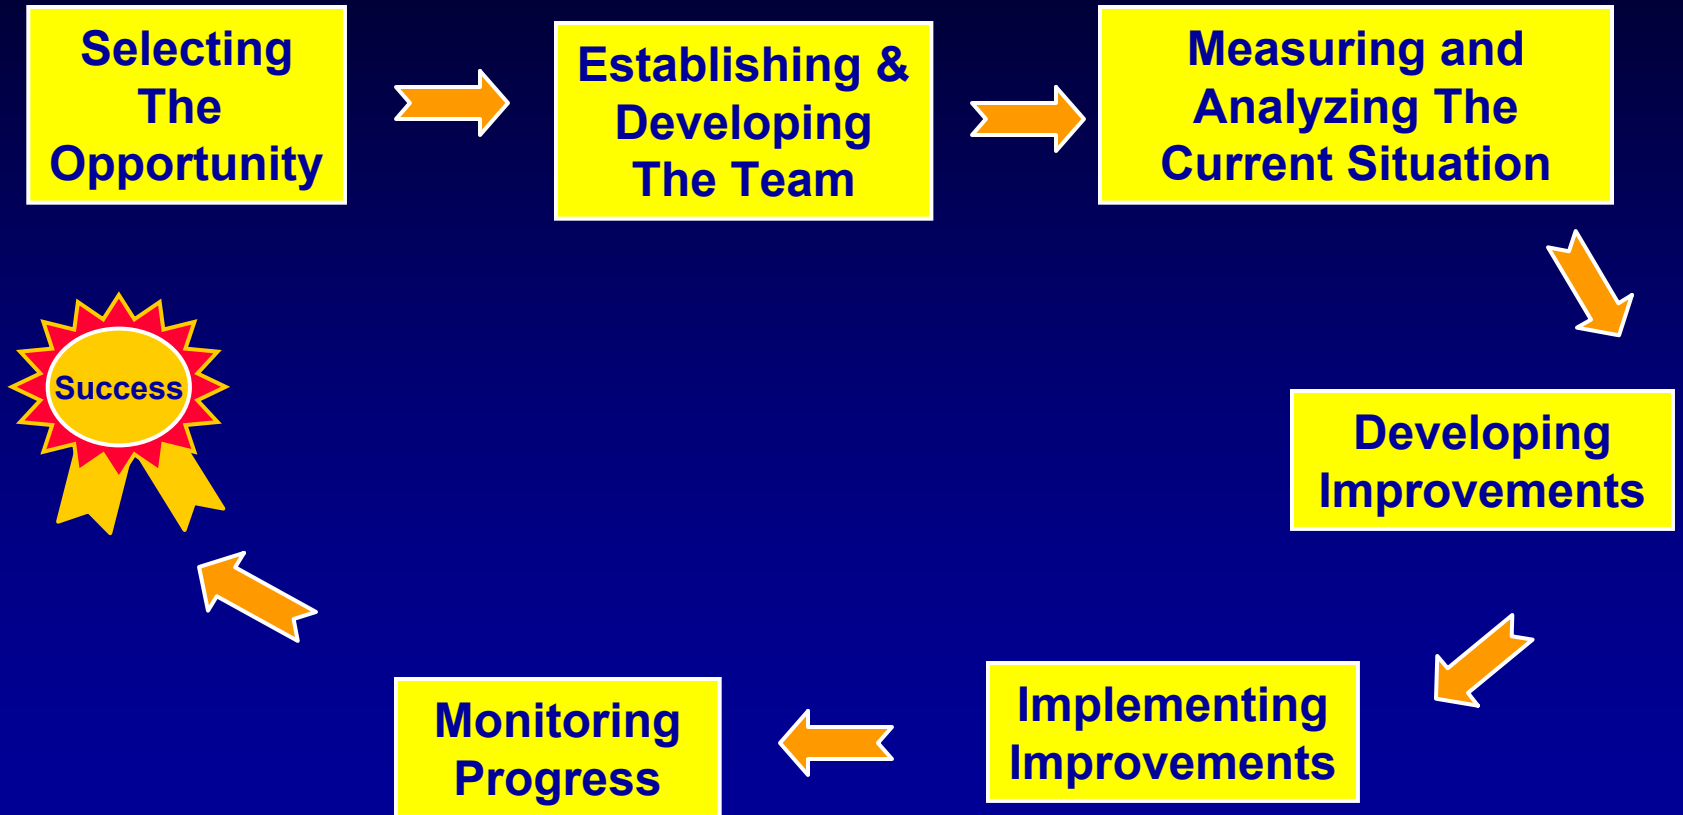 Selecting
The
Opportunity
Establishing &
Developing
The Team
Measuring and
Analyzing The
Current Situation
Developing
Improvements
Implementing
Improvements
Monitoring
Progress
Success